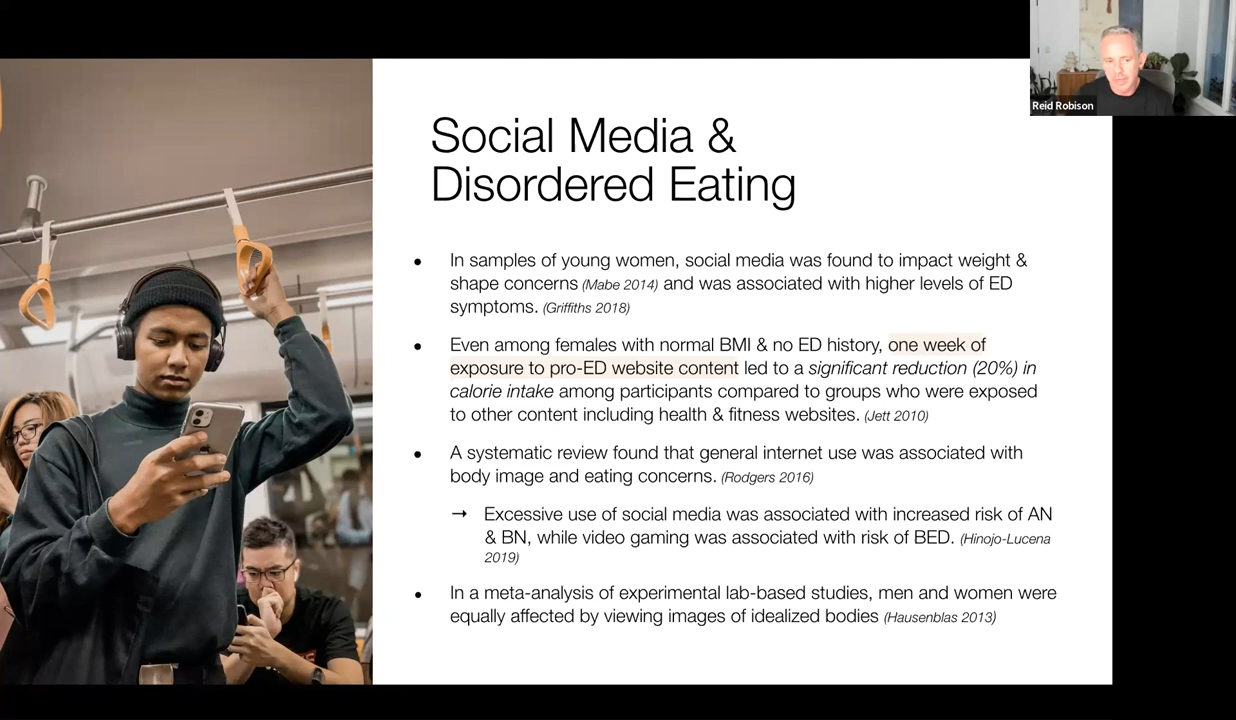 Reid Robison
Social Media &
Disordered Eating
• In samples of young women, social media was found to impact weight &
shape concerns (Mabe 2014) and was associated with higher levels of ED
symptoms. (Griffiths 2018)
• Even among females with normal BMI & no ED history, one week of
exposure to pro-ED website content led to a significant reduction (20%) in
calorie intake among participants compared to groups who were exposed
to other content including health & fitness websites. (Jett 2010)
• A systematic review found that general internet use was associated with
body image and eating concerns. (Rodgers 2016)
→ Excessive use of social media was associated with increased risk of AN
& BN, while video gaming was associated with risk of BED. (Hinojo-Lucena
2019)
• In a meta-analysis of experimental lab-based studies, men and women were
equally affected by viewing images of idealized bodies (Hausenblas 2013)